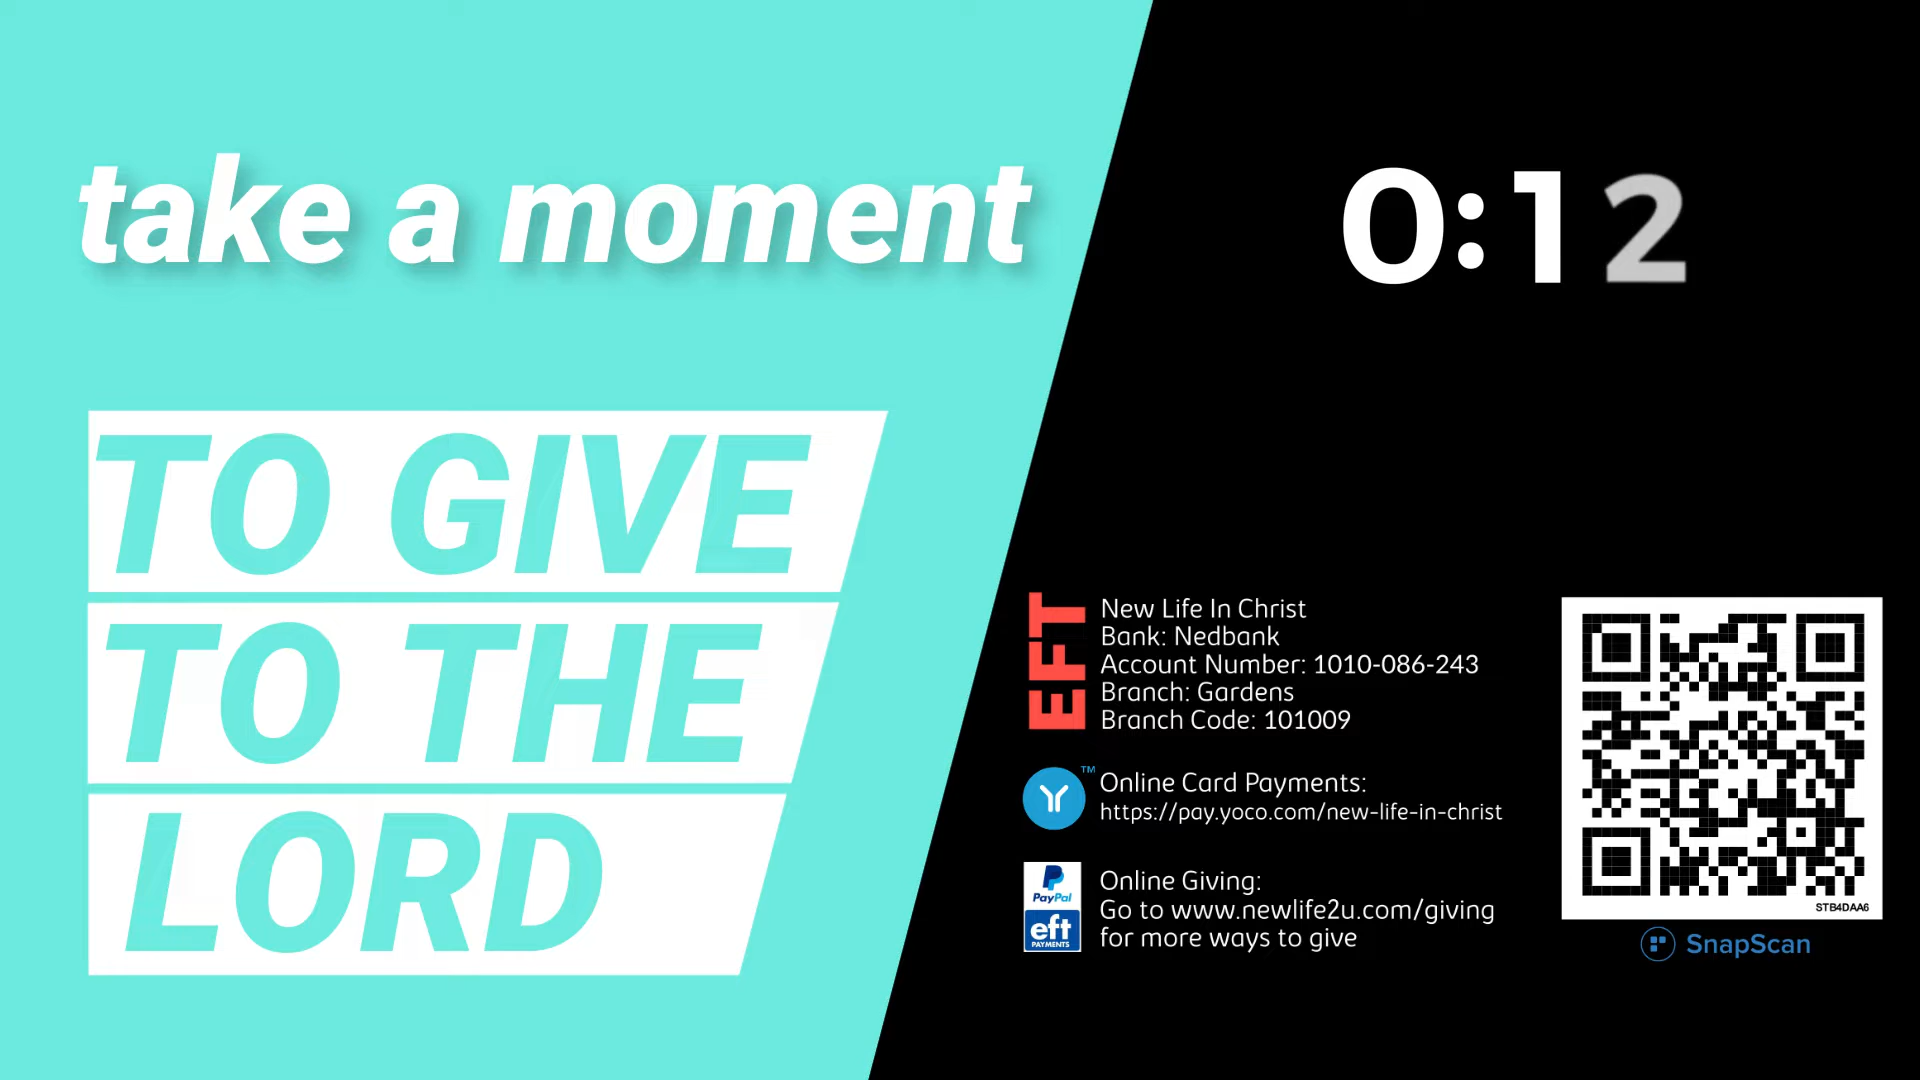 take a moment
0:12
TO GIVE
TO THE
LORD
EFT
New Life In Christ
Bank: Nedbank
Account Number: 1010-086-243
Branch: Gardens
Branch Code: 101009
TM
Online Card Payments:
https://pay.yoco.com/new-life-in-christ
PayPal
eft
PAYMENTS
Online Giving:
Go to www.newlife2u.com/giving
for more ways to give
STB4DAA6
SnapScan